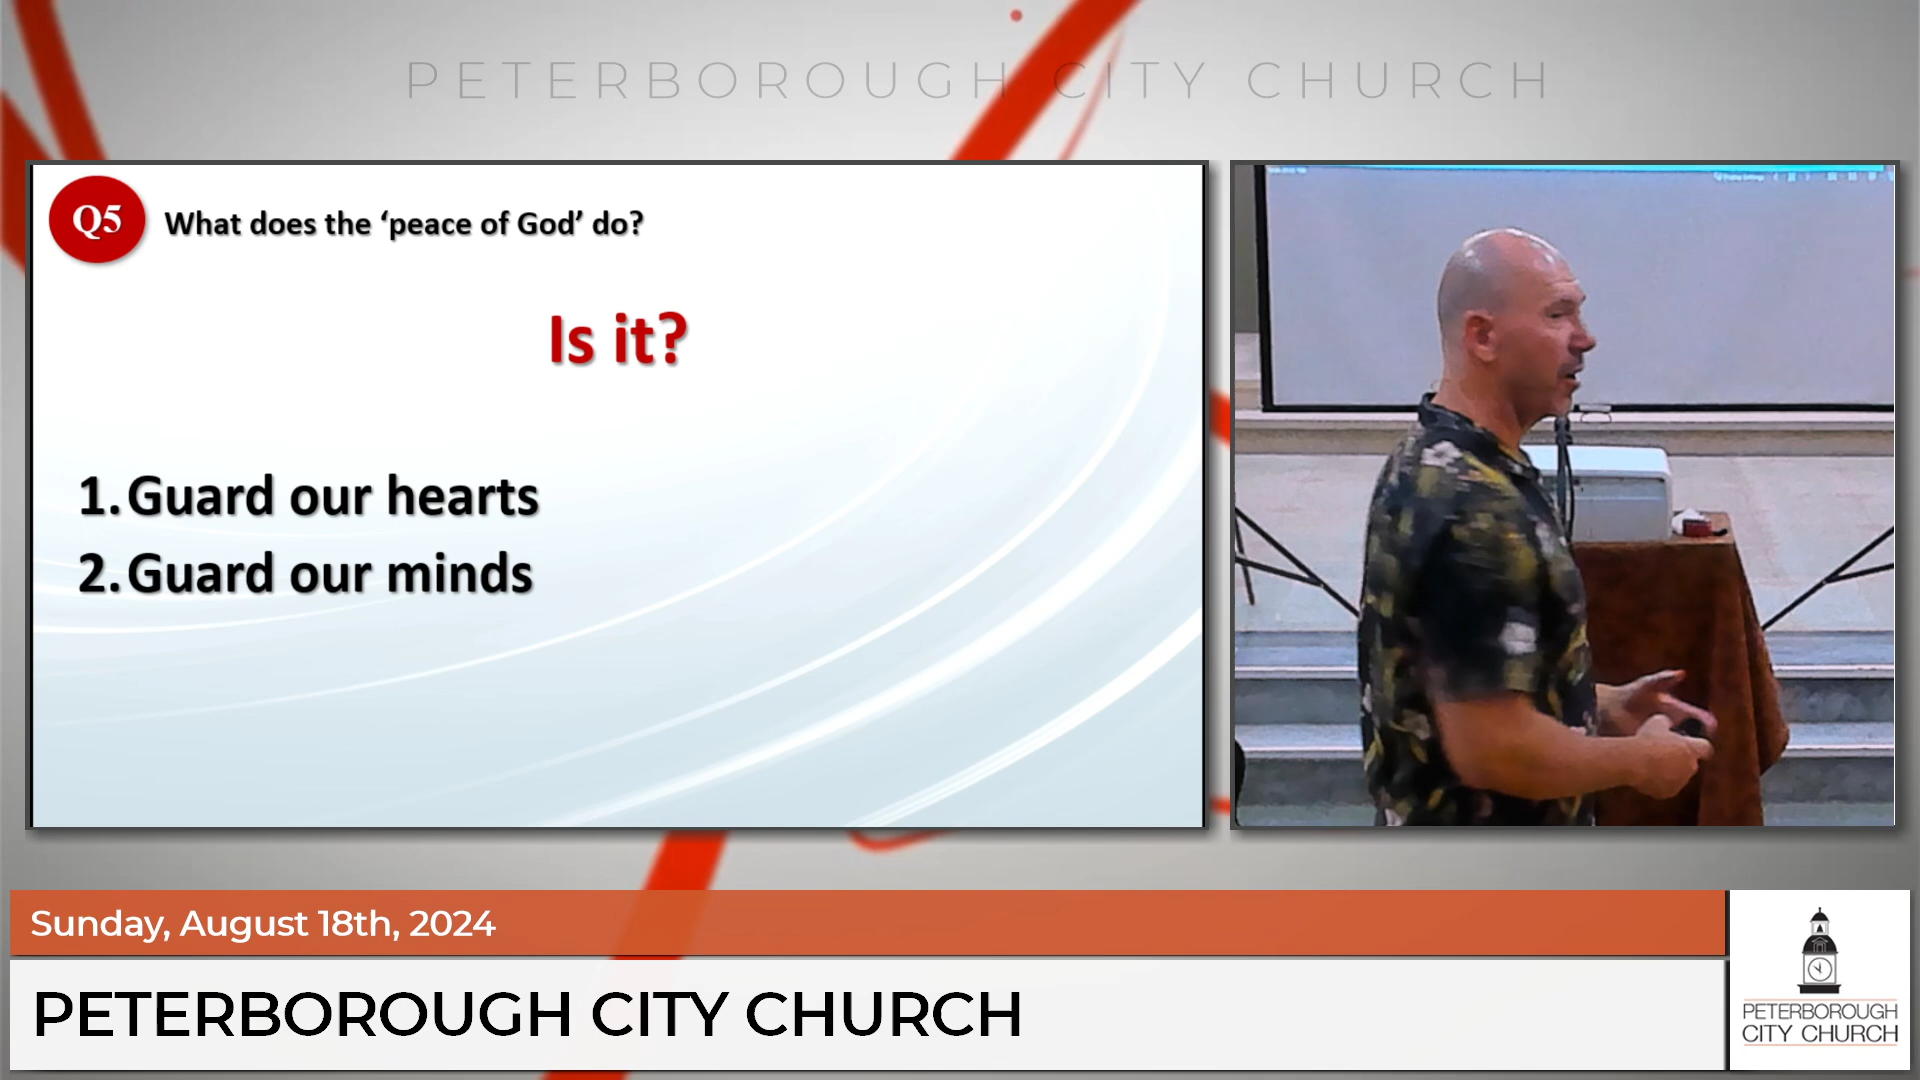 PETERBOROUGH CITY CHURCH
Q5
What does the ‘peace of God’ do?
Is it?
1. Guard our hearts
2. Guard our minds
Sunday, August 18th, 2024
PETERBOROUGH CITY CHURCH
PETERBOROUGH
CITY CHURCH